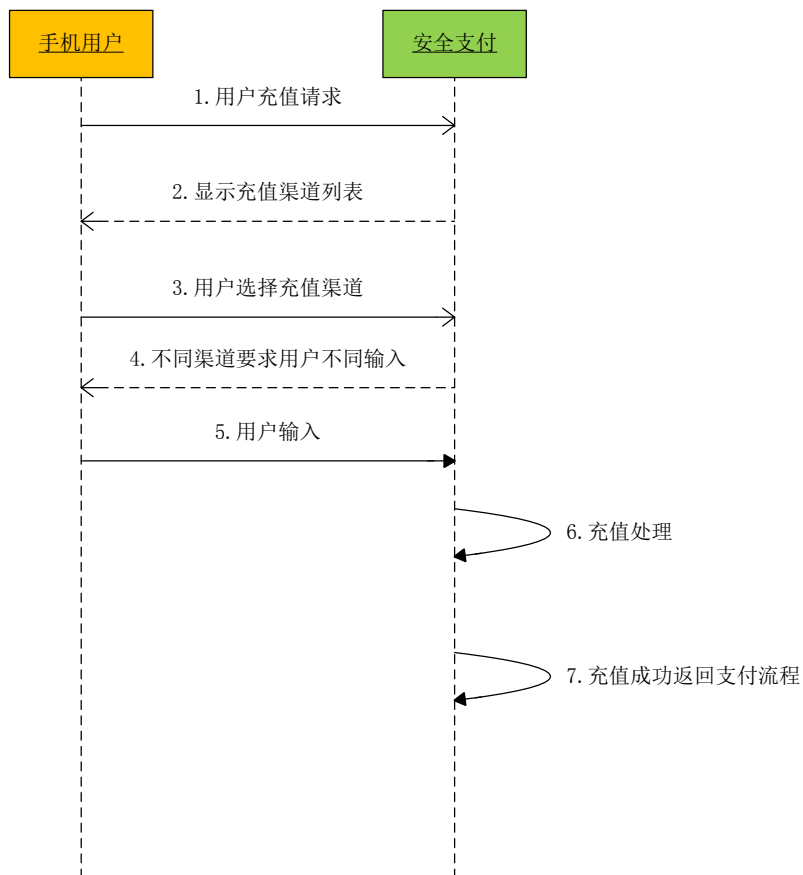 手机用户
安全支付
1.用户充值请求
2.显示充值渠道列表
3.用户选择充值渠道
4.不同渠道要求用户不同输入
5.用户输入
6.充值处理
7.充值成功返回支付流程